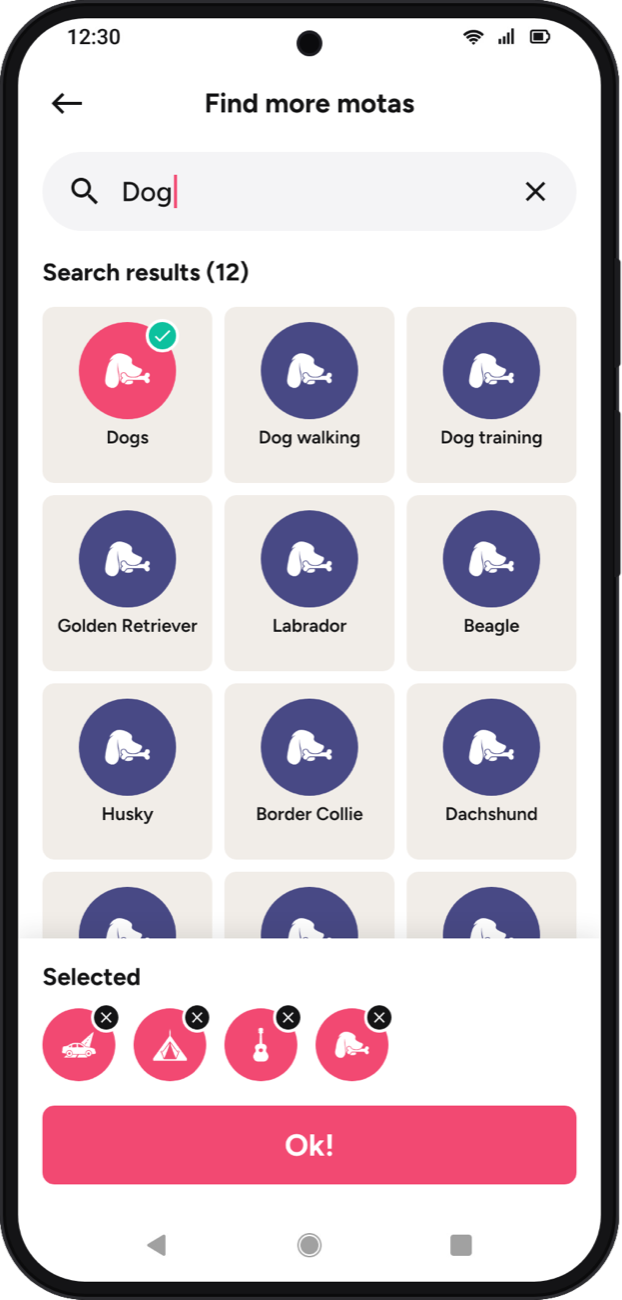 12:30
Find more motas
Dog
Search results (12)
Dogs
Dog walking
Dog training
Golden Retriever
Labrador
Beagle
Husky
Border Collie
Dachshund
Selected
Ok!